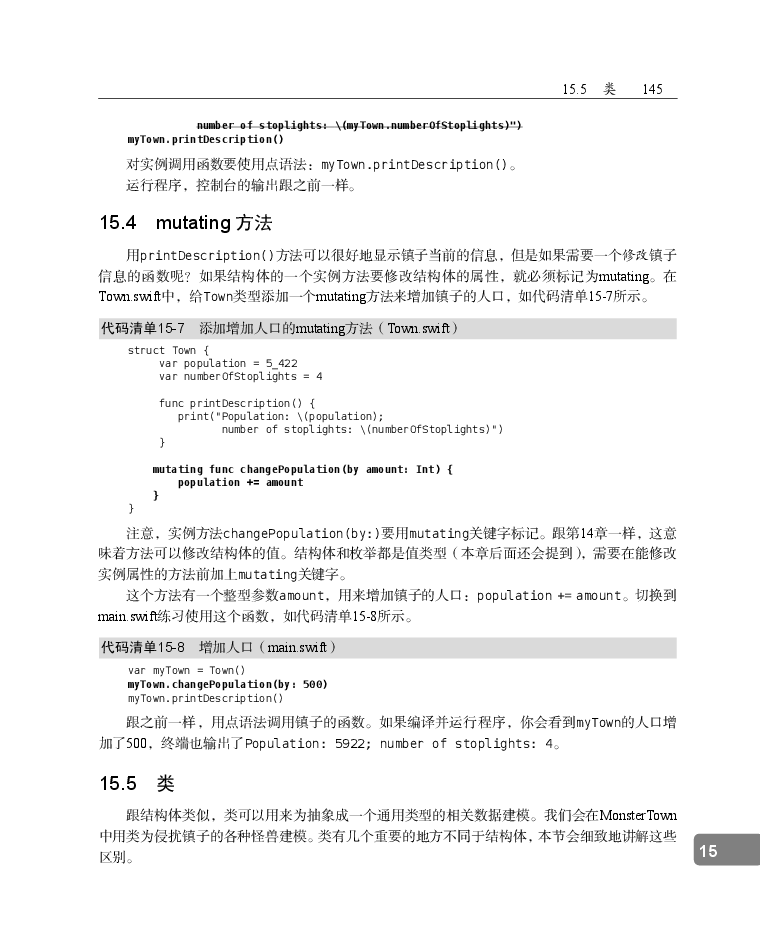 15.5 类 145
number of stoplights: \(myTown.numberOfStoplights)")
myTown.printDescription()
对实例调用函数要使用点语法：myTown.printDescription()。
运行程序，控制台的输出跟之前一样。
15.4 mutating 方法
用printDescription()方法可以很好地显示镇子当前的信息，但是如果需要一个修改镇子
信息的函数呢？如果结构体的一个实例方法要修改结构体的属性，就必须标记为mutating。在
Town.swift中，给Town类型添加一个mutating方法来增加镇子的人口，如代码清单15-7所示。
代码清单15-7 添加增加人口的mutating方法（Town.swift）
struct Town {
var population = 5_422
var numberOfStoplights = 4
func printDescription() {
print("Population: \(population);
number of stoplights: \(numberOfStoplights)")
}
mutating func changePopulation(by amount: Int) {
population += amount
}
}
注意，实例方法changePopulation(by:)要用mutating关键字标记。跟第14章一样，这意
味着方法可以修改结构体的值。结构体和枚举都是值类型（本章后面还会提到），需要在能修改
实例属性的方法前加上mutating关键字。
这个方法有一个整型参数amount，用来增加镇子的人口：population += amount。切换到
main.swift练习使用这个函数，如代码清单15-8所示。
代码清单15-8 增加人口（main.swift）
var myTown = Town()
myTown.changePopulation(by: 500)
myTown.printDescription()
跟之前一样，用点语法调用镇子的函数。如果编译并运行程序，你会看到myTown的人口增
加了500，终端也输出了Population: 5922; number of stoplights: 4。
15.5 类
跟结构体类似，类可以用来为抽象成一个通用类型的相关数据建模。我们会在MonsterTown
中用类为侵扰镇子的各种怪兽建模。类有几个重要的地方不同于结构体，本节会细致地讲解这些
区别。
15